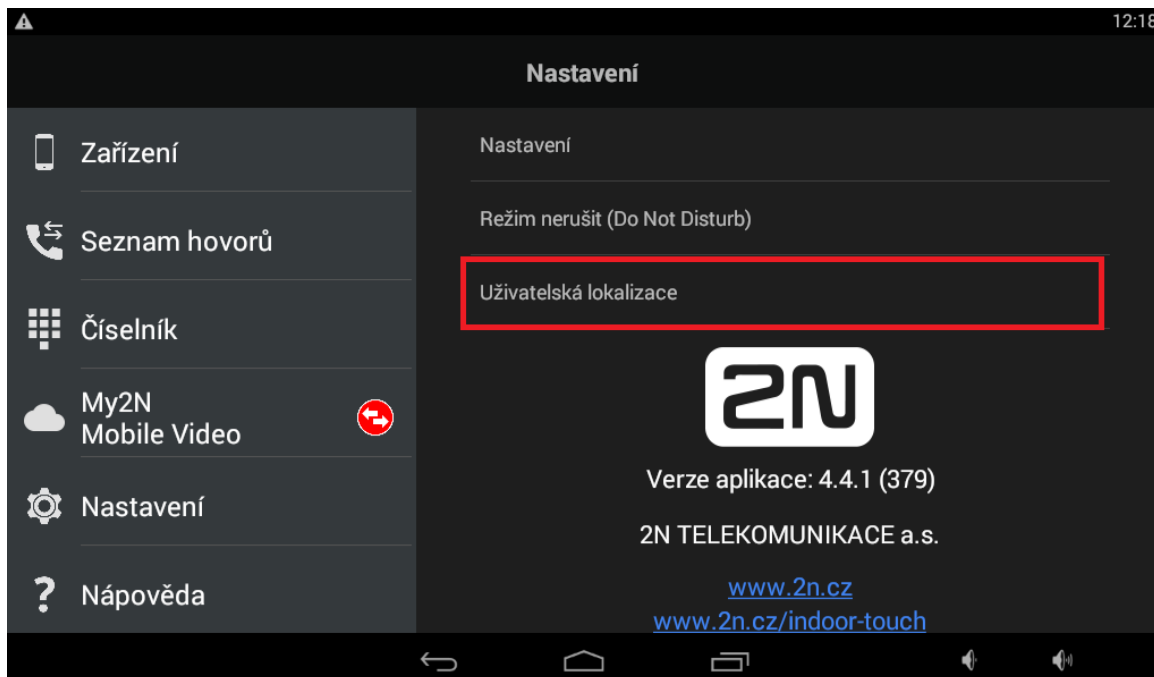 12:18
Nastavení
Zařízení
Seznam hovorů
Číselník
My2N
Mobile Video
Nastavení
Nápověda
Nastavení
Režim nerušit (Do Not Disturb)
Uživatelská lokalizace
2N
Verze aplikace: 4.4.1 (379)
2N TELEKOMUNIKACE a.s.
www.2n.cz
www.2n.cz/indoor-touch